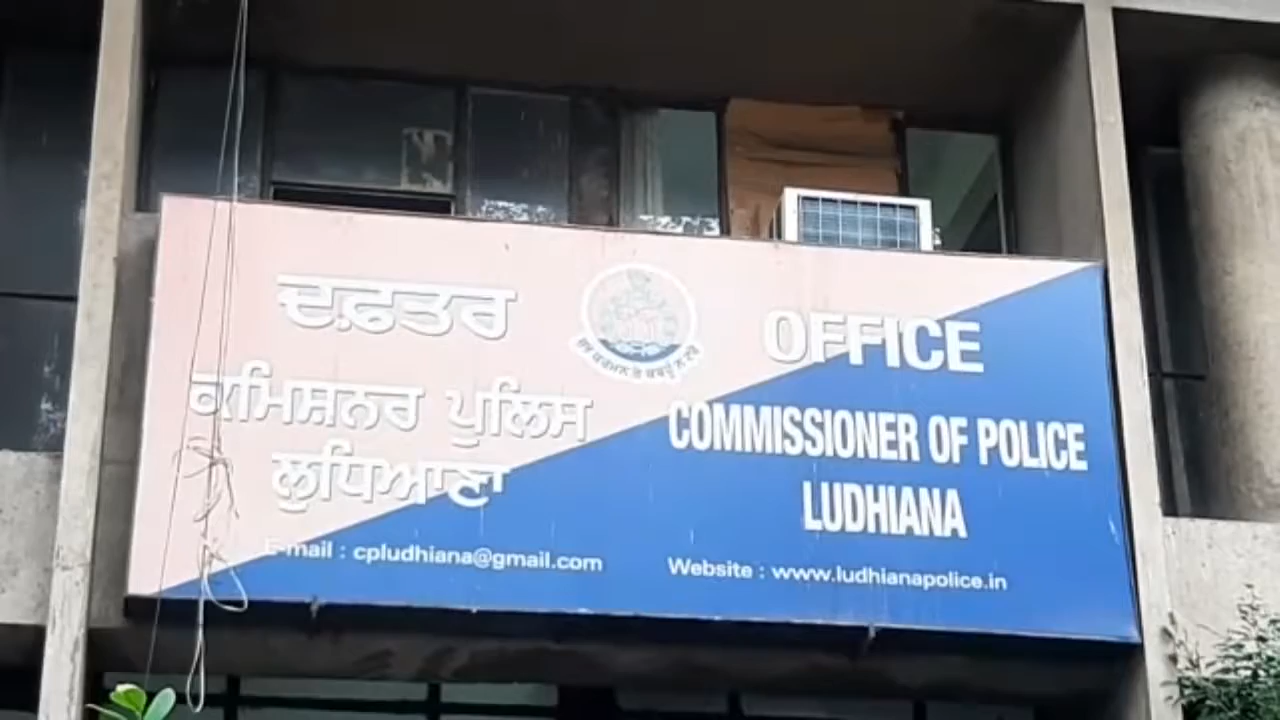 ਦਫ਼ਤਰ
ਕਮਿਸ਼ਨਰ ਪੁਲਿਸ
ਲੁਧਿਆਣਾ
E-mail : cpludhiana@gmail.com
OFFICE
COMMISSIONER OF POLICE
LUDHIANA
Website : www.ludhianapolice.in